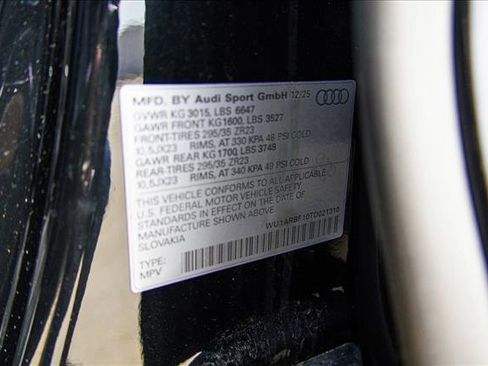 MFD. BY Audi Sport GmbH 12/25
GVWR KG 3015, LBS 6647
GAWR FRONT KG1600, LBS 3527
FRONT-TIRES 295/35 ZR23
10.5JX23 RIMS, AT 330 KPA 48 PSI COLD
GAWR REAR KG 1700, LBS 3748
REAR-TIRES 295/35 ZR23
10.5JX23 RIMS, AT 340 KPA 49 PSI COLD
THIS VEHICLE CONFORMS TO ALL APPLICABLE
U.S. FEDERAL MOTOR VEHICLE SAFETY
STANDARDS IN EFFECT ON THE DATE OF
MANUFACTURE SHOWN ABOVE
SLOVAKIA
TYPE:
MPV